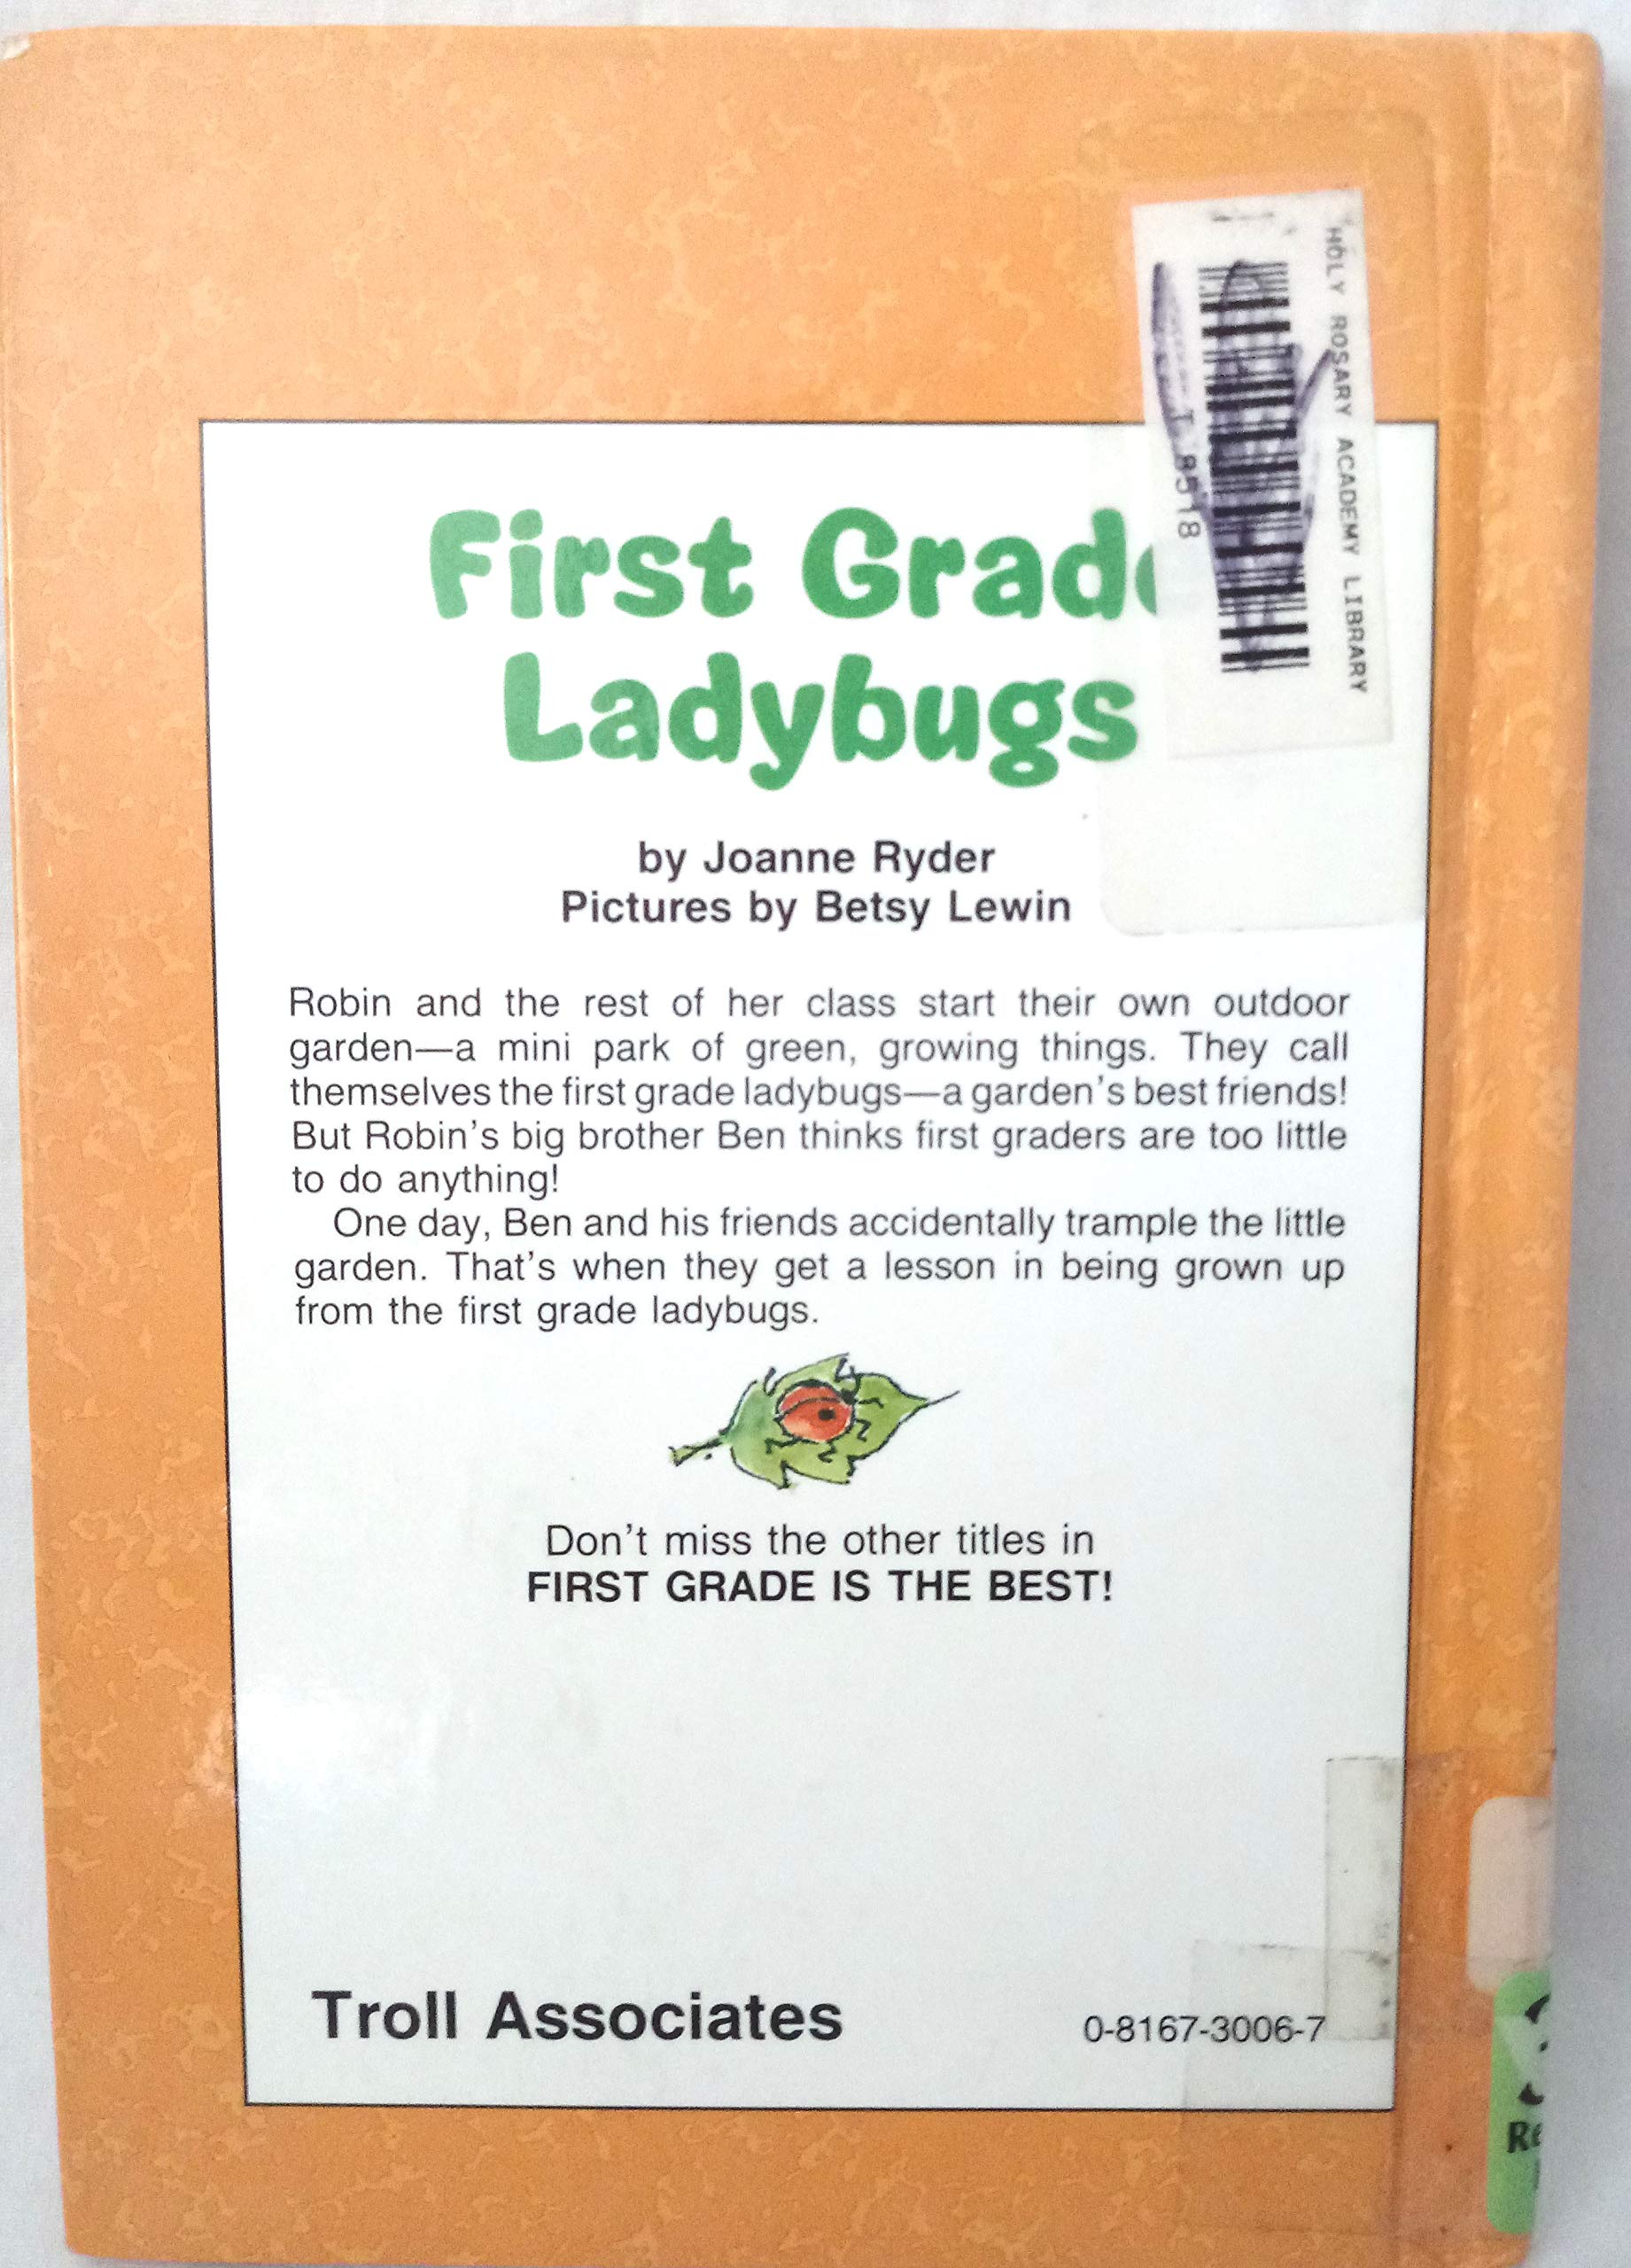 HOLY ROSARY ACADEMY LIBRARY
T 8518
First Grade
Ladybugs
by Joanne Ryder
Pictures by Betsy Lewin
Robin and the rest of her class start their own outdoor
garden—a mini park of green, growing things. They call
themselves the first grade ladybugs—a garden's best friends!
But Robin's big brother Ben thinks first graders are too little
to do anything!
One day, Ben and his friends accidentally trample the little
garden. That's when they get a lesson in being grown up
from the first grade ladybugs.
Don't miss the other titles in
FIRST GRADE IS THE BEST!
Troll Associates
0-8167-3006-7